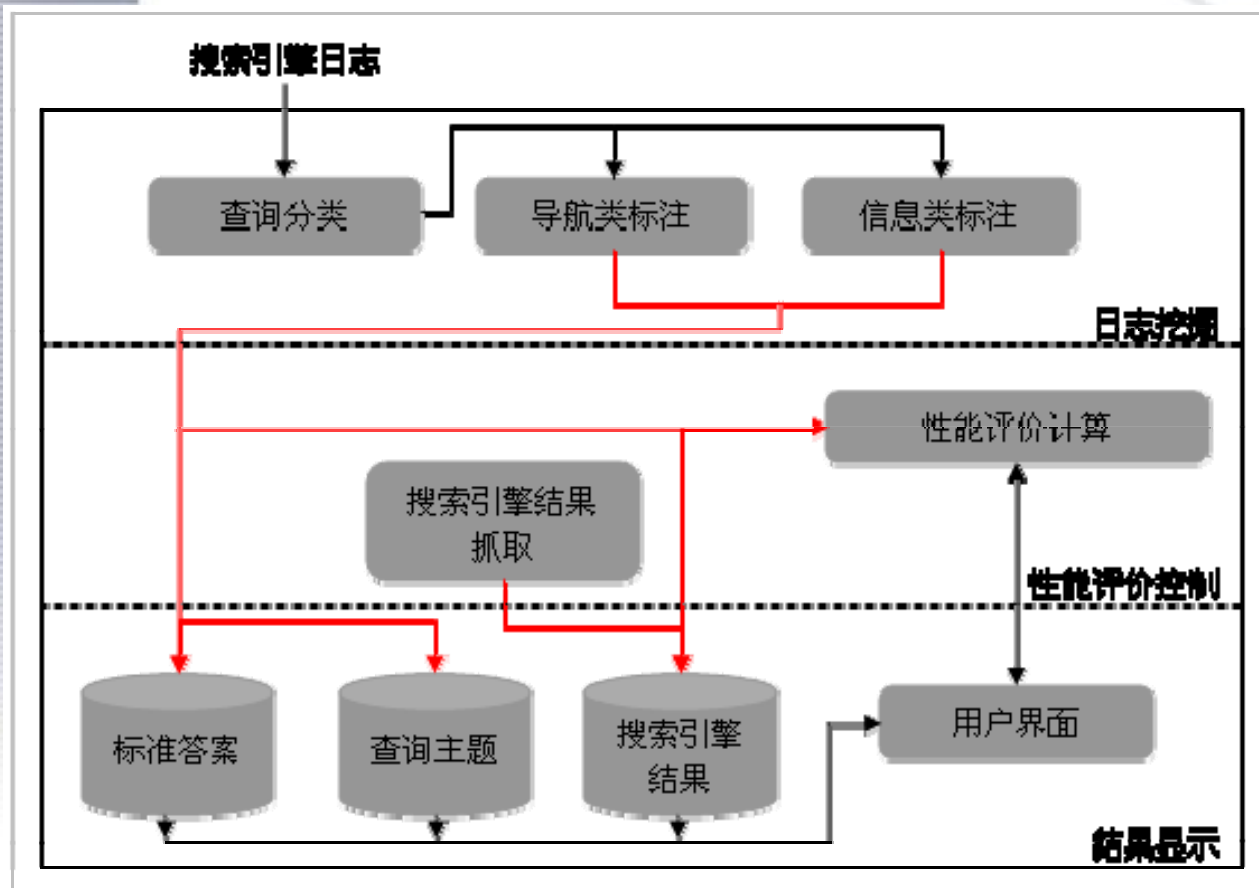 搜索引擎日志
查询分类
导航类标注
信息类标注
日志挖掘
性能评价计算
搜索引擎结果
抓取
性能评价控制
标准答案
查询主题
搜索引擎
结果
用户界面
结果显示